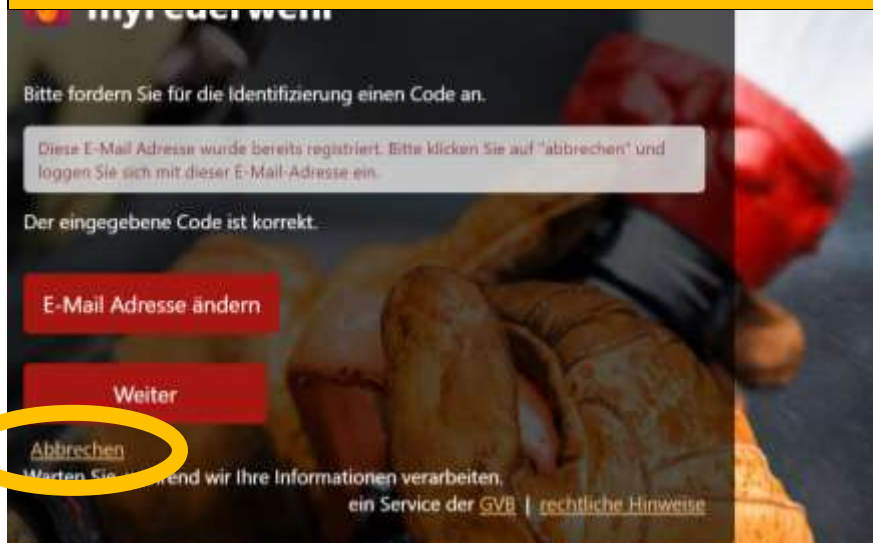 myFeuerwehr
Bitte fordern Sie für die Identifizierung einen Code an.
Diese E-Mail Adresse wurde bereits registriert. Bitte klicken Sie auf "abbrechen" und
loggen Sie sich mit dieser E-Mail-Adresse ein.
Der eingegebene Code ist korrekt.
E-Mail Adresse ändern
Weiter
Abbrechen
Warten Sie, während wir Ihre Informationen verarbeiten.
ein Service der GVB | rechtliche Hinweise